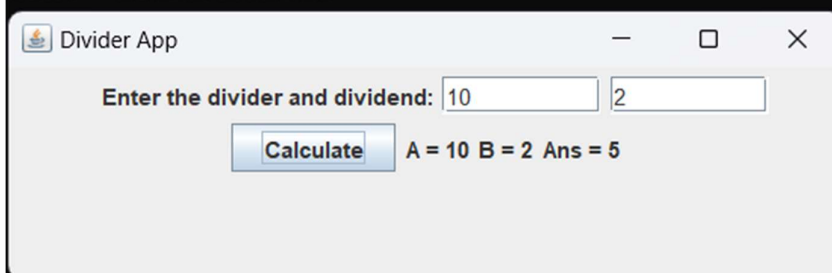 Divider App
Enter the divider and dividend: 10 2
Calculate A = 10 B = 2 Ans = 5